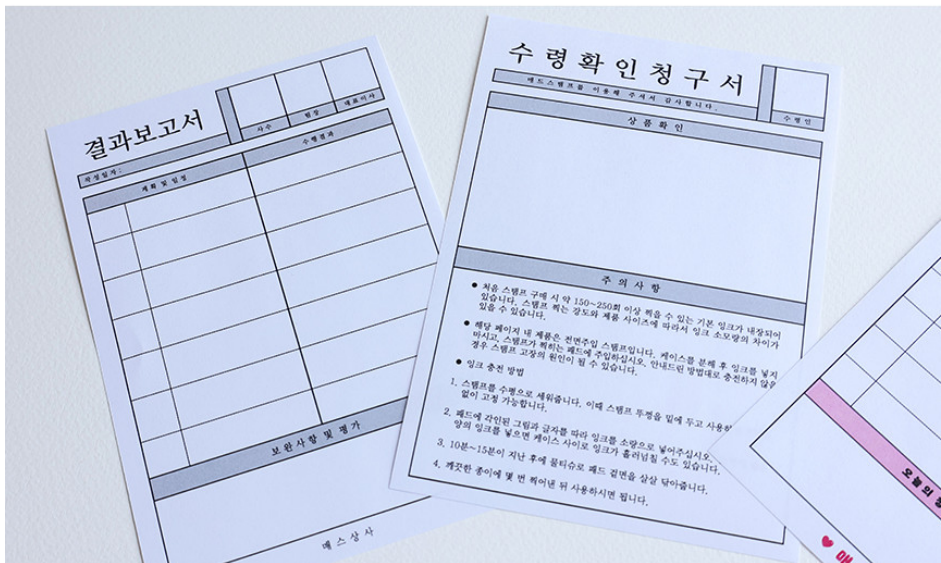 결과보고서
사수 팀장 대표이사
작성일자:
계획 및 일정 수행결과
보완사항 및 평가
매스상사
수령확인청구서
매드스탬프를 이용해 주셔서 감사합니다.
수령인
상품확인
주의사항
● 처음 스탬프 구매 시 약 150~250회 이상 찍을 수 있는 기본 잉크가 내장되어
있습니다. 스탬프 찍는 강도와 제품 사이즈에 따라서 잉크 소모량의 차이가
있을 수 있습니다.
● 해당 페이지 내 제품은 전면주입 스탬프입니다. 케이스를 분해 후 잉크를 넣지
마시고, 스탬프가 찍히는 패드에 주입하십시오. 안내드린 방법대로 충전하지 않을
경우 스탬프 고장의 원인이 될 수 있습니다.
● 잉크 충전 방법
1. 스탬프를 수평으로 세워줍니다. 이때 스탬프 뚜껑을 밑에 두고 사용하
없이 고정 가능합니다.
2. 패드에 각인된 그림과 글자를 따라 잉크를 소량으로 넣어주십시오.
양의 잉크를 넣으면 케이스 사이로 잉크가 흘러넘칠 수도 있습니다.
3. 10분~15분이 지난 후에 물티슈로 패드 겉면을 살살 닦아줍니다.
4. 깨끗한 종이에 몇 번 찍어낸 뒤 사용하시면 됩니다.
오늘의